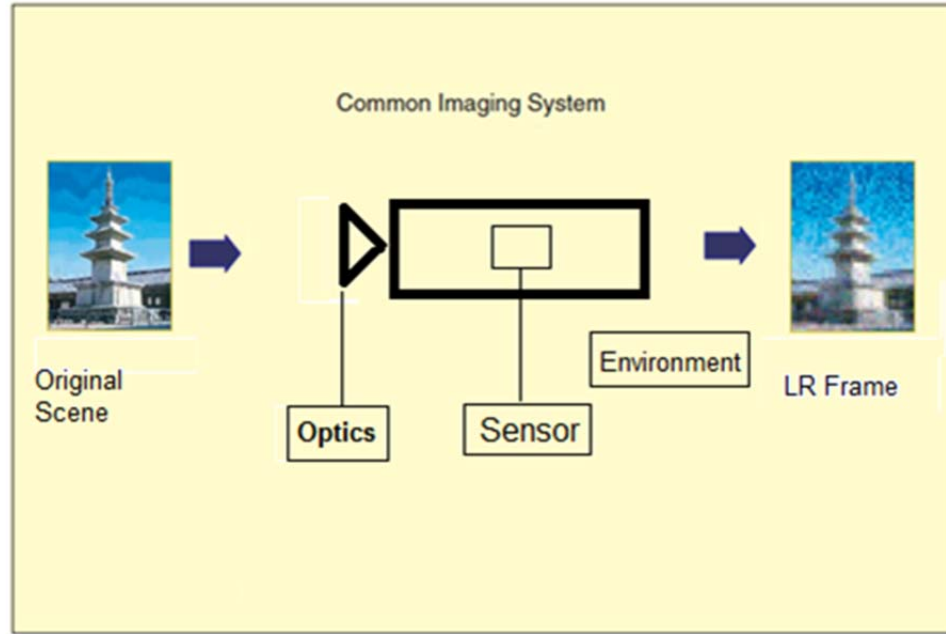 Common Imaging System
Original
Scene
Optics
Sensor
Environment
LR Frame